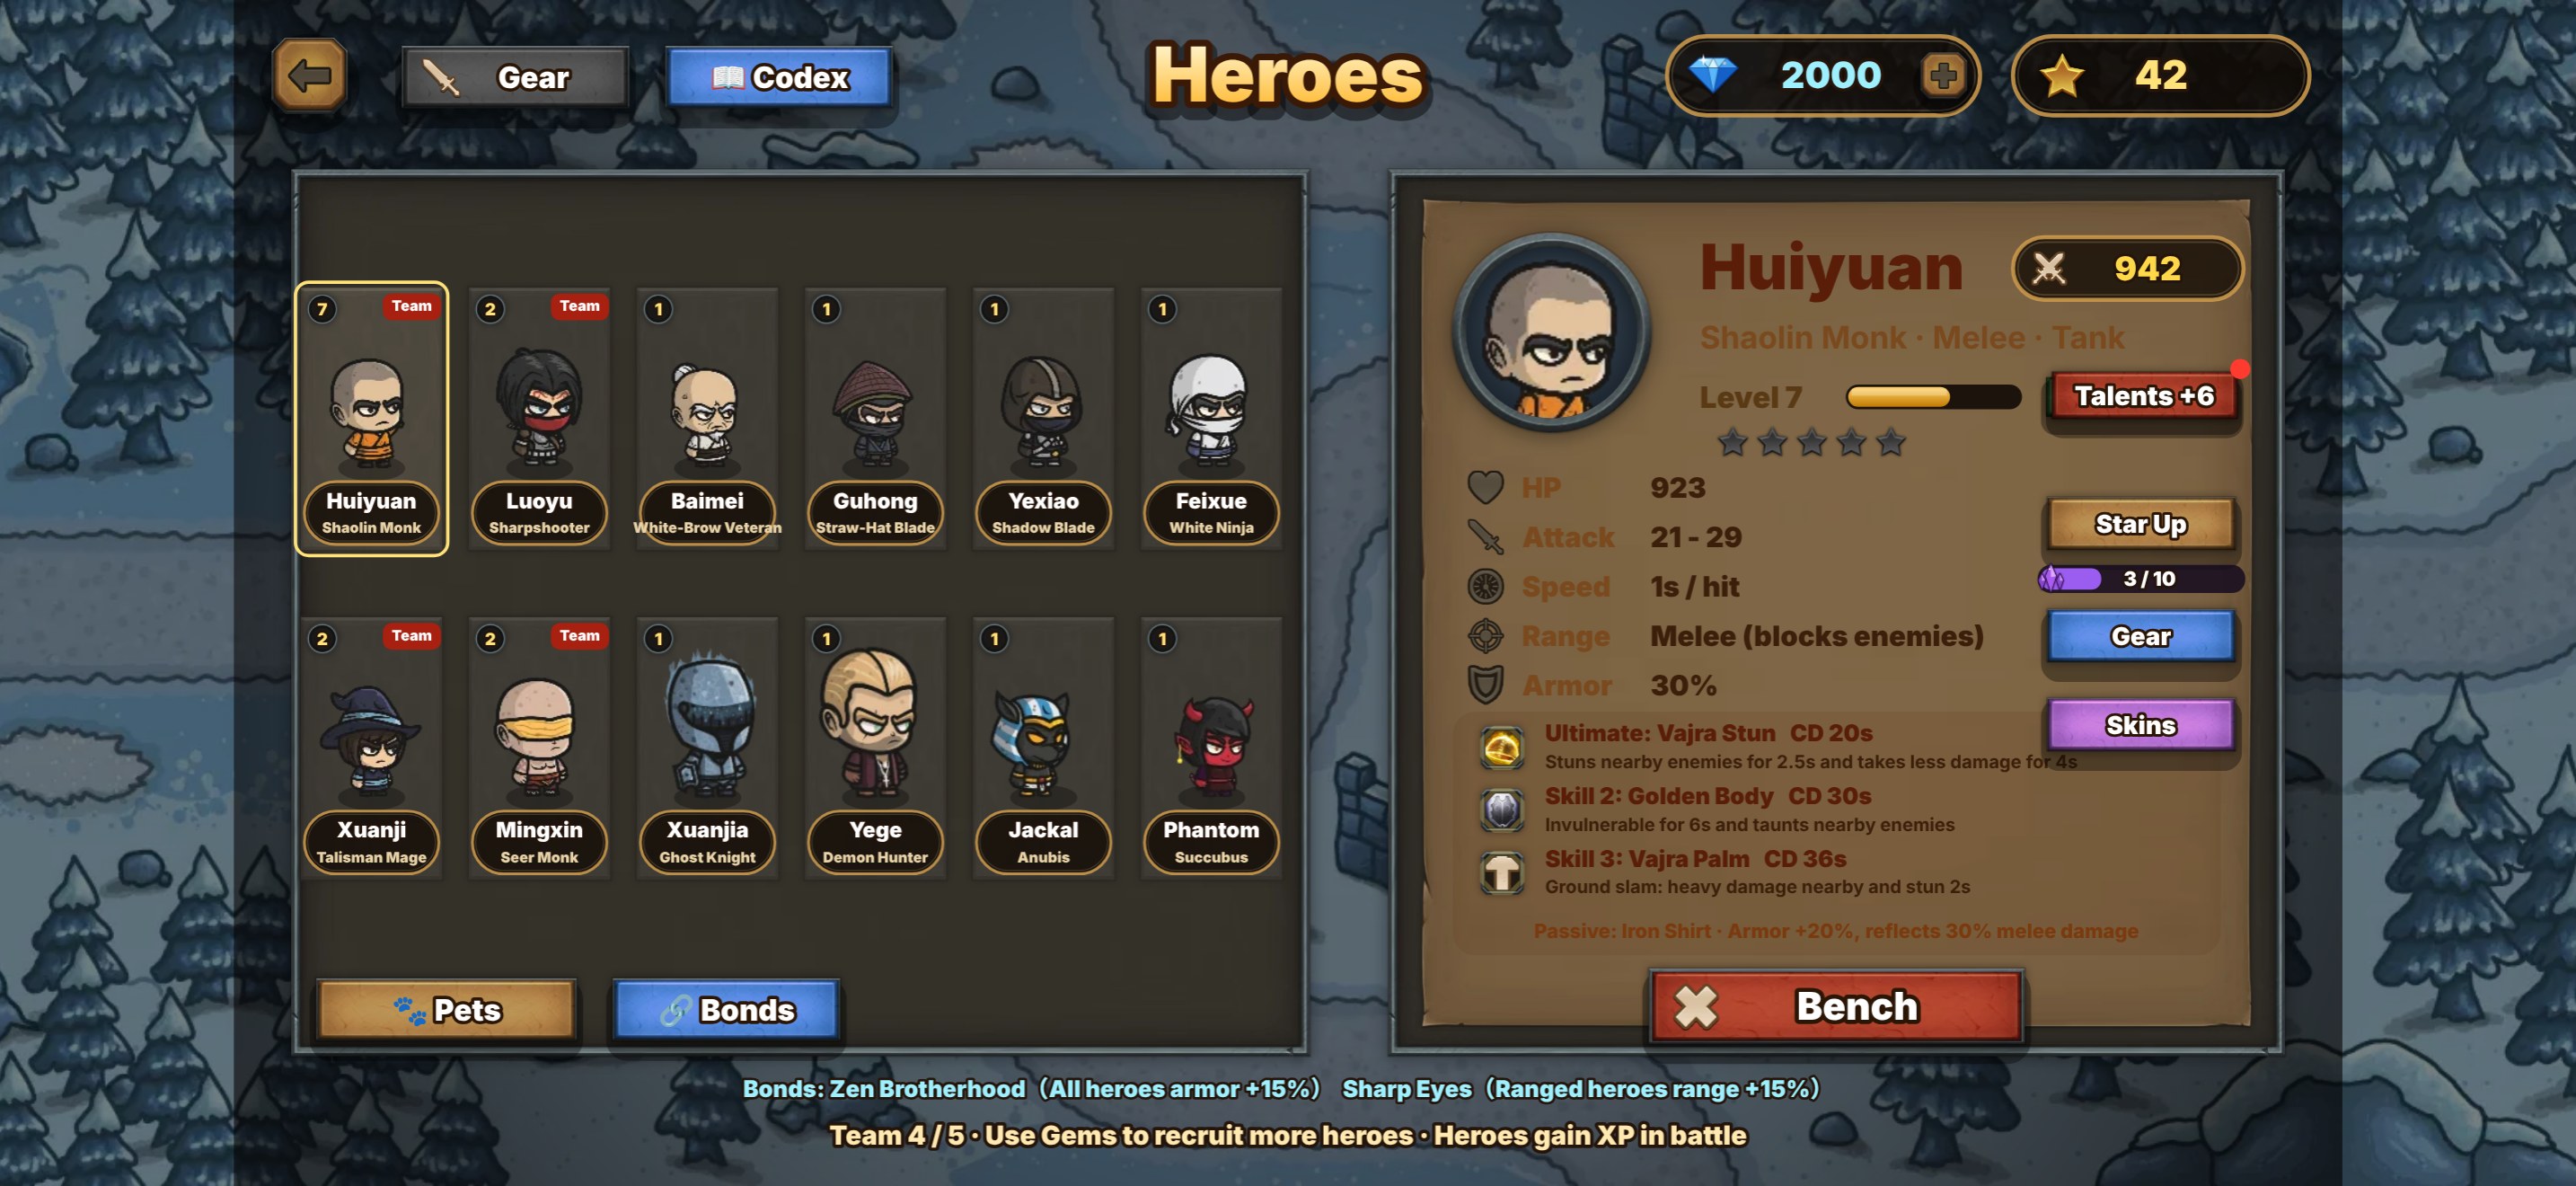 Gear
📖 Codex
Heroes
2000
42
7 Team
Huiyuan
Shaolin Monk
2 Team
Luoyu
Sharpshooter
1
Baimei
White-Brow Veteran
1
Guhong
Straw-Hat Blade
1
Yexiao
Shadow Blade
1
Feixue
White Ninja
2 Team
Xuanji
Talisman Mage
2 Team
Mingxin
Seer Monk
1
Xuanjia
Ghost Knight
1
Yege
Demon Hunter
1
Jackal
Anubis
1
Phantom
Succubus
🐾 Pets
🔗 Bonds
Huiyuan
942
Shaolin Monk · Melee · Tank
Level 7
Talents +6
HP 923
Attack 21 - 29
Speed 1s / hit
Range Melee (blocks enemies)
Armor 30%
Star Up
3 / 10
Gear
Skins
Ultimate: Vajra Stun CD 20s
Stuns nearby enemies for 2.5s and takes less damage for 4s
Skill 2: Golden Body CD 30s
Invulnerable for 6s and taunts nearby enemies
Skill 3: Vajra Palm CD 36s
Ground slam: heavy damage nearby and stun 2s
Passive: Iron Shirt · Armor +20%, reflects 30% melee damage
Bench
Bonds: Zen Brotherhood（All heroes armor +15%） Sharp Eyes（Ranged heroes range +15%）
Team 4 / 5 · Use Gems to recruit more heroes · Heroes gain XP in battle